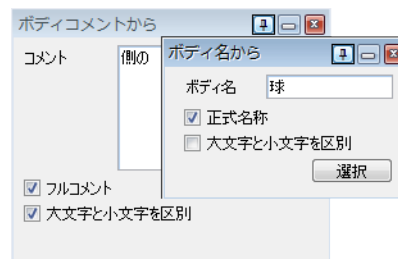 ボディコメントから
コメント 側の
フルコメント
大文字と小文字を区別
ボディ名から
ボディ名 球
正式名称
大文字と小文字を区別
選択